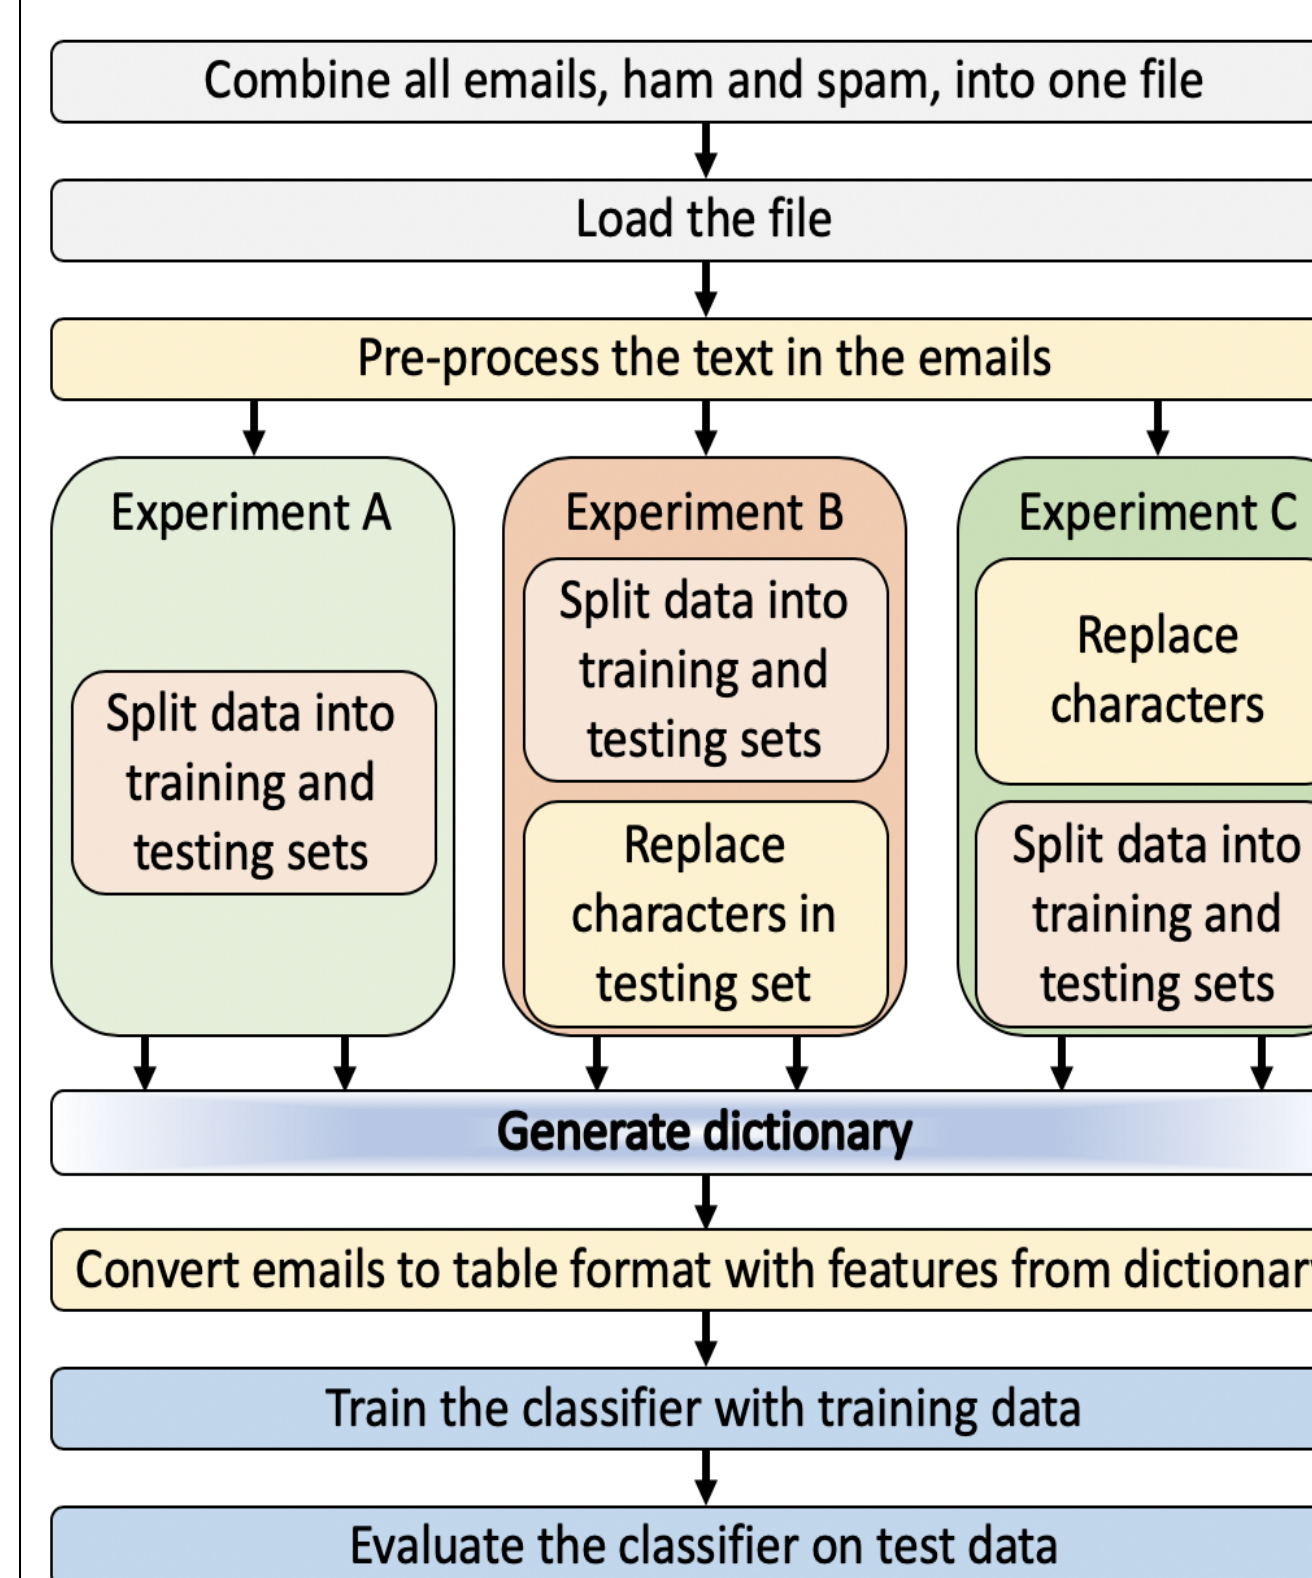 Combine all emails, ham and spam, into one file
Load the file
Pre-process the text in the emails
Experiment A
Split data into
training and
testing sets
Experiment B
Split data into
training and
testing sets
Replace
characters in
testing set
Experiment C
Replace
characters
Split data into
training and
testing sets
Generate dictionary
Convert emails to table format with features from dictionary
Train the classifier with training data
Evaluate the classifier on test data